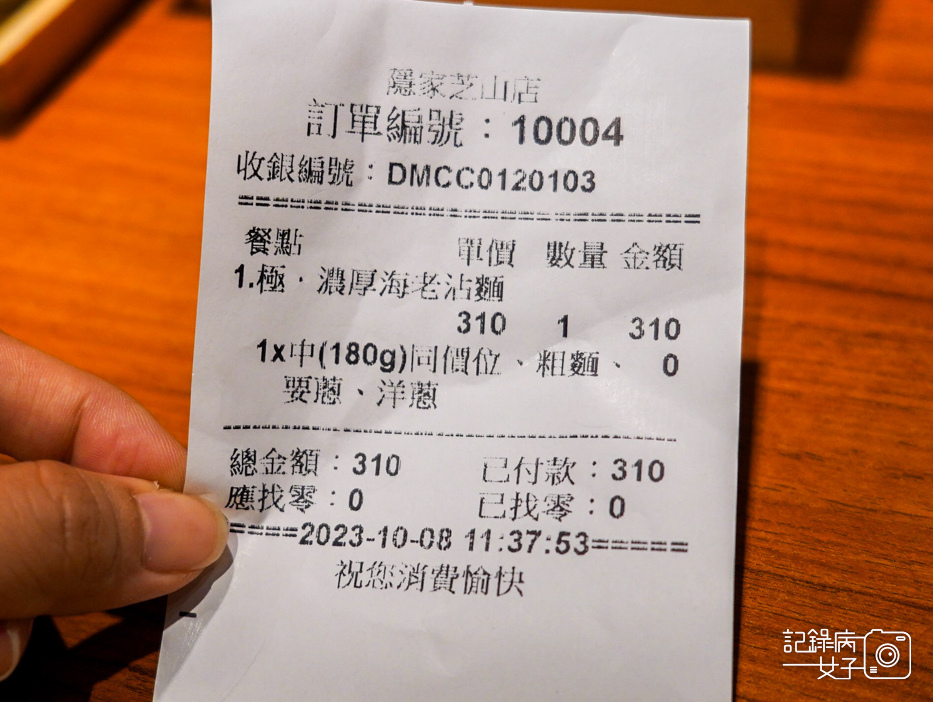 隱家芝山店
訂單編號：10004
收銀編號：DMCC0120103
餐點 單價 數量 金額
1.極．濃厚海老沾麵
310 1 310
1x中(180g)同價位、粗麵、 0
要蔥、洋蔥
總金額：310 已付款：310
應找零：0 已找零：0
====2023-10-08 11:37:53=====
祝您消費愉快
記錄病
女子